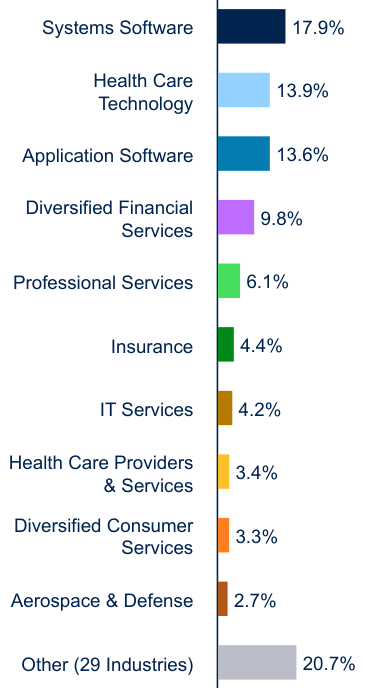 Systems Software 17.9%
Health Care
Technology 13.9%
Application Software 13.6%
Diversified Financial
Services 9.8%
Professional Services 6.1%
Insurance 4.4%
IT Services 4.2%
Health Care Providers
& Services 3.4%
Diversified Consumer
Services 3.3%
Aerospace & Defense 2.7%
Other (29 Industries) 20.7%